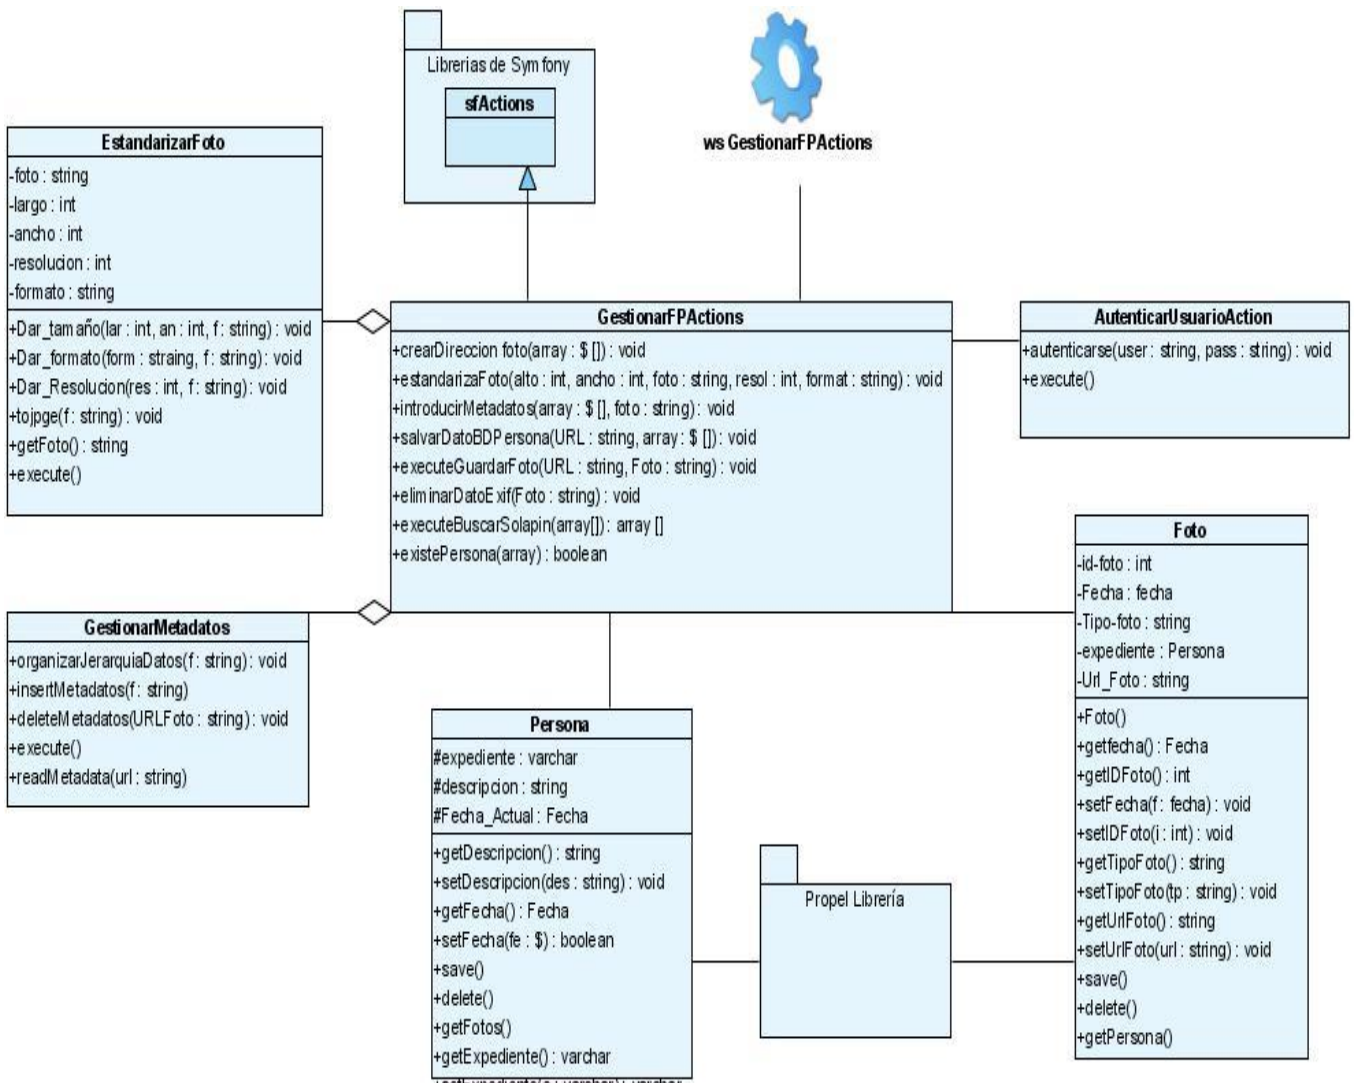 Librerias de Symfony
sfActions
ws GestionarFPActions
EstandarizarFoto
-foto : string
-largo : int
-ancho : int
-resolucion : int
-formato : string
+Dar_tamaño(lar : int, an : int, f : string) : void
+Dar_formato(form : straing, f : string) : void
+Dar_Resolucion(res : int, f : string) : void
+tojpge(f : string) : void
+getFoto() : string
+execute()
GestionarFPActions
+crearDireccion foto(array : $ []) : void
+estandarizaFoto(alto : int, ancho : int, foto : string, resol : int, format : string) : void
+introducirMetadatos(array : $ [], foto : string) : void
+salvarDatoBDPersona(URL : string, array : $ []) : void
+executeGuardarFoto(URL : string, Foto : string) : void
+eliminarDatoExif(Foto : string) : void
+executeBuscarSolapin(array[]) : array []
+existePersona(array) : boolean
AutenticarUsuarioAction
+autenticarse(user : string, pass : string) : void
+execute()
GestionarMetadatos
+organizarJerarquiaDatos(f : string) : void
+insertMetadatos(f : string)
+deleteMetadatos(URLFoto : string) : void
+execute()
+readMetadata(url : string)
Foto
-id-foto : int
-Fecha : fecha
-Tipo-foto : string
-expediente : Persona
-Url_Foto : string
+Foto()
+getfecha() : Fecha
+getIDFoto() : int
+setFecha(f : fecha) : void
+setIDFoto(i : int) : void
+getTipoFoto() : string
+setTipoFoto(tp : string) : void
+getUrlFoto() : string
+setUrlFoto(url : string) : void
+save()
+delete()
+getPersona()
Persona
#expediente : varchar
#descripcion : string
#Fecha_Actual : Fecha
+getDescripcion() : string
+setDescripcion(des : string) : void
+getFecha() : Fecha
+setFecha(fe : $) : boolean
+save()
+delete()
+getFotos()
+getExpediente() : varchar
Propel Librería